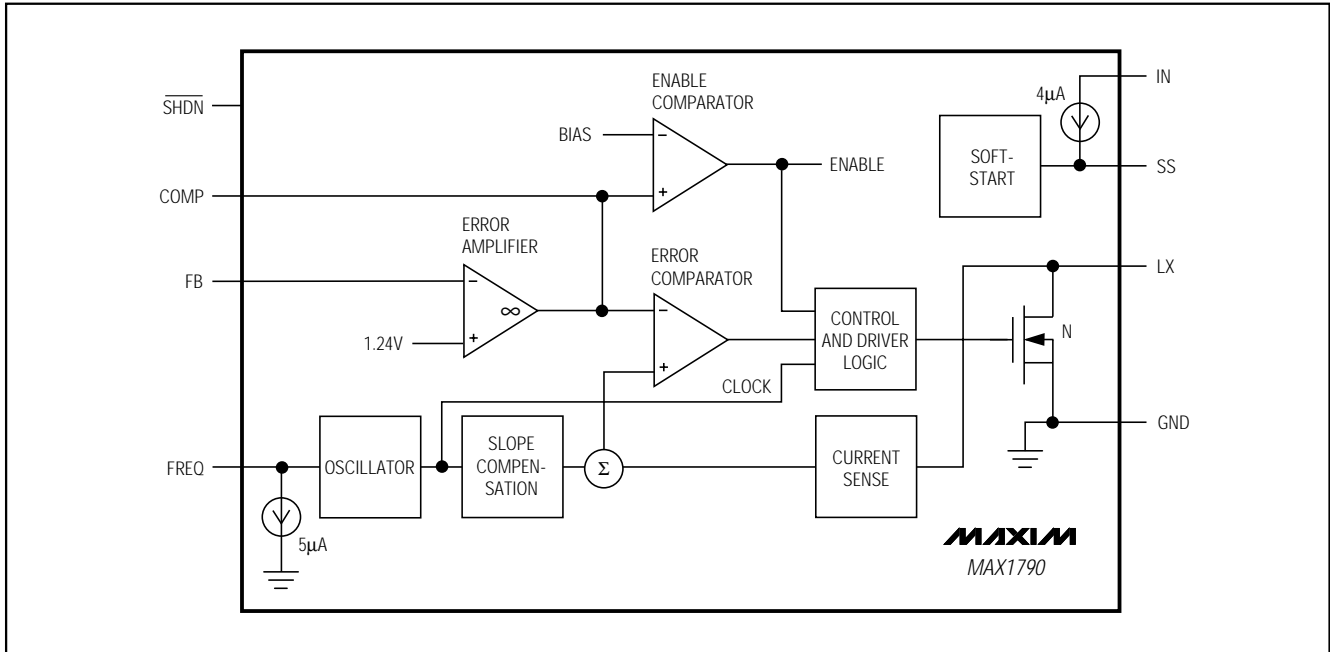 ENABLE
COMPARATOR
IN
SHDN
4µA
BIAS
−
ENABLE
SOFT-
START
SS
COMP
+
ERROR
AMPLIFIER
ERROR
COMPARATOR
LX
FB
−
∞
−
CONTROL
AND DRIVER
LOGIC
N
1.24V
+
+
CLOCK
GND
FREQ
OSCILLATOR
SLOPE
COMPEN-
SATION
Σ
CURRENT
SENSE
5µA
MAXIM
MAX1790